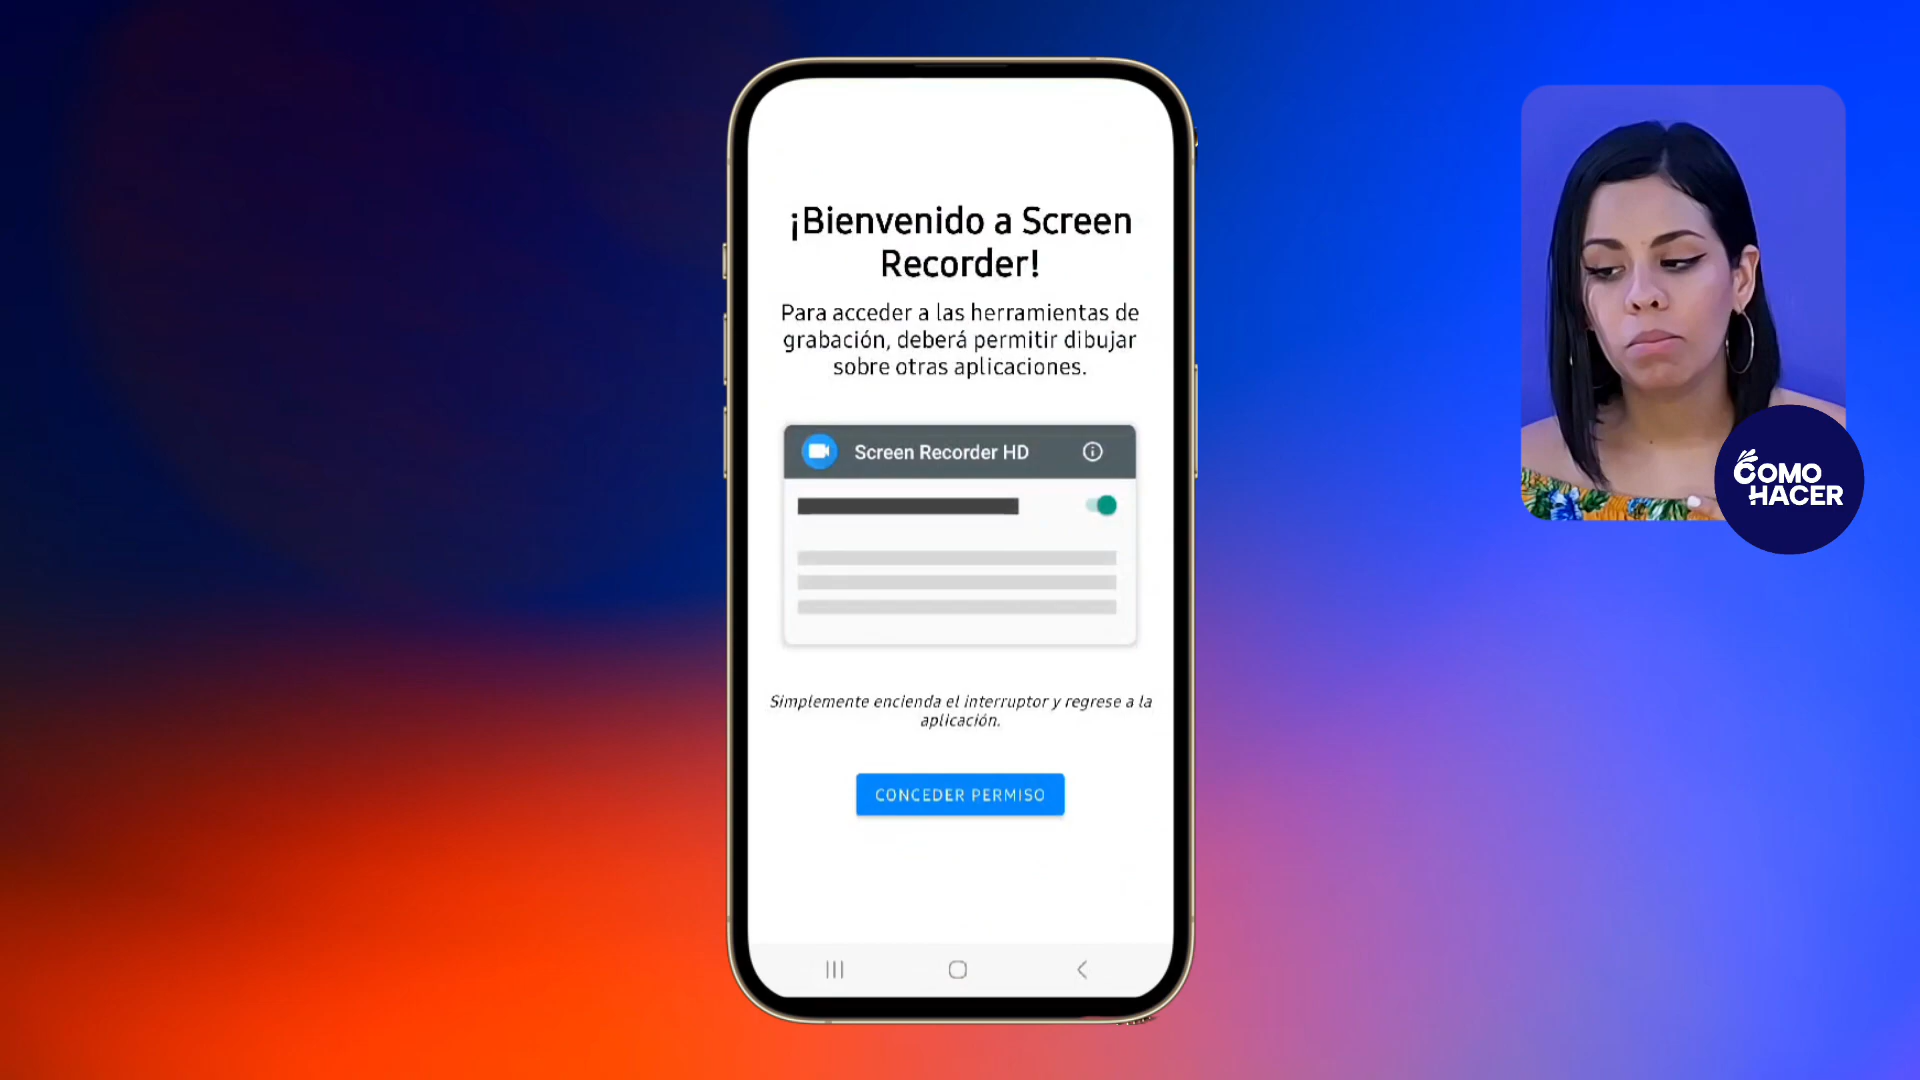 ¡Bienvenido a Screen
Recorder!
Para acceder a las herramientas de
grabación, deberá permitir dibujar
sobre otras aplicaciones.
Screen Recorder HD
Simplemente encienda el interruptor y regrese a la
aplicación.
CONCEDER PERMISO
COMO
HACER